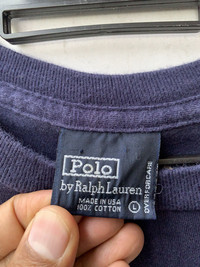 Polo
by Ralph Lauren
MADE IN USA
100% COTTON
L
OVER FOR CARE